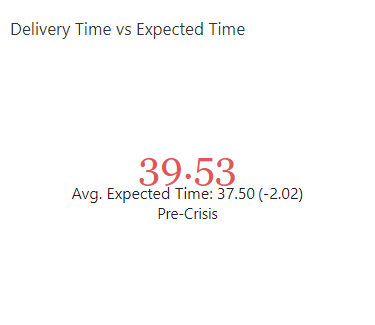 Delivery Time vs Expected Time
39.53
Avg. Expected Time: 37.50 (-2.02)
Pre-Crisis